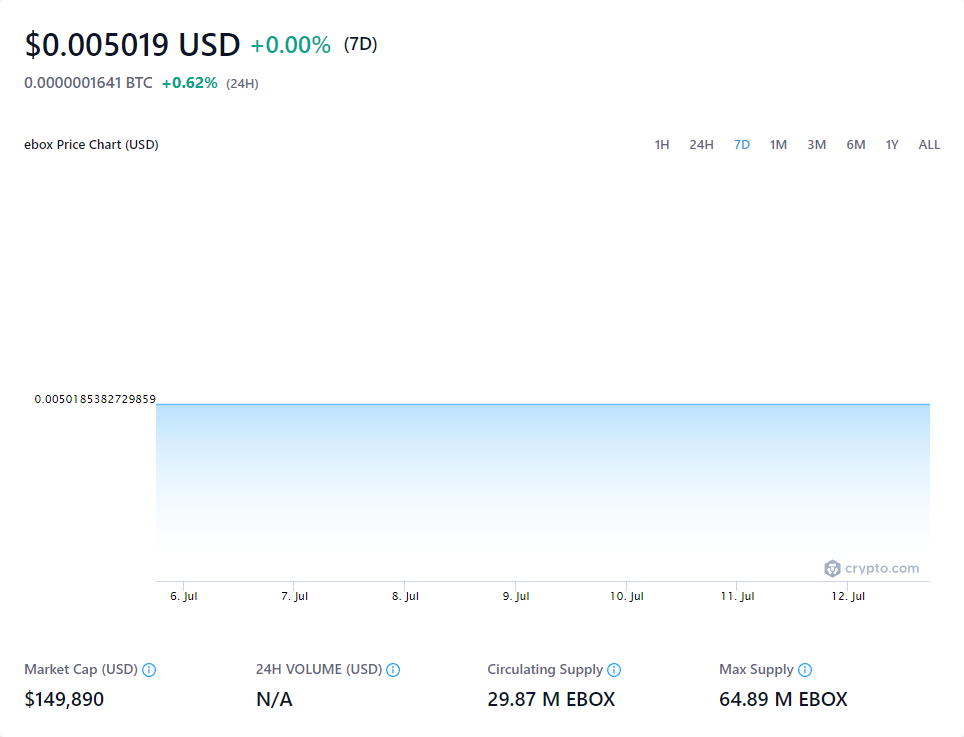 $0.005019 USD +0.00% (7D)
0.0000001641 BTC +0.62% (24H)
ebox Price Chart (USD) 1H 24H 7D 1M 3M 6M 1Y ALL
0.0050185382729859
crypto.com
6. Jul 7. Jul 8. Jul 9. Jul 10. Jul 11. Jul 12. Jul
Market Cap (USD) 24H VOLUME (USD) Circulating Supply Max Supply
$149,890 N/A 29.87 M EBOX 64.89 M EBOX